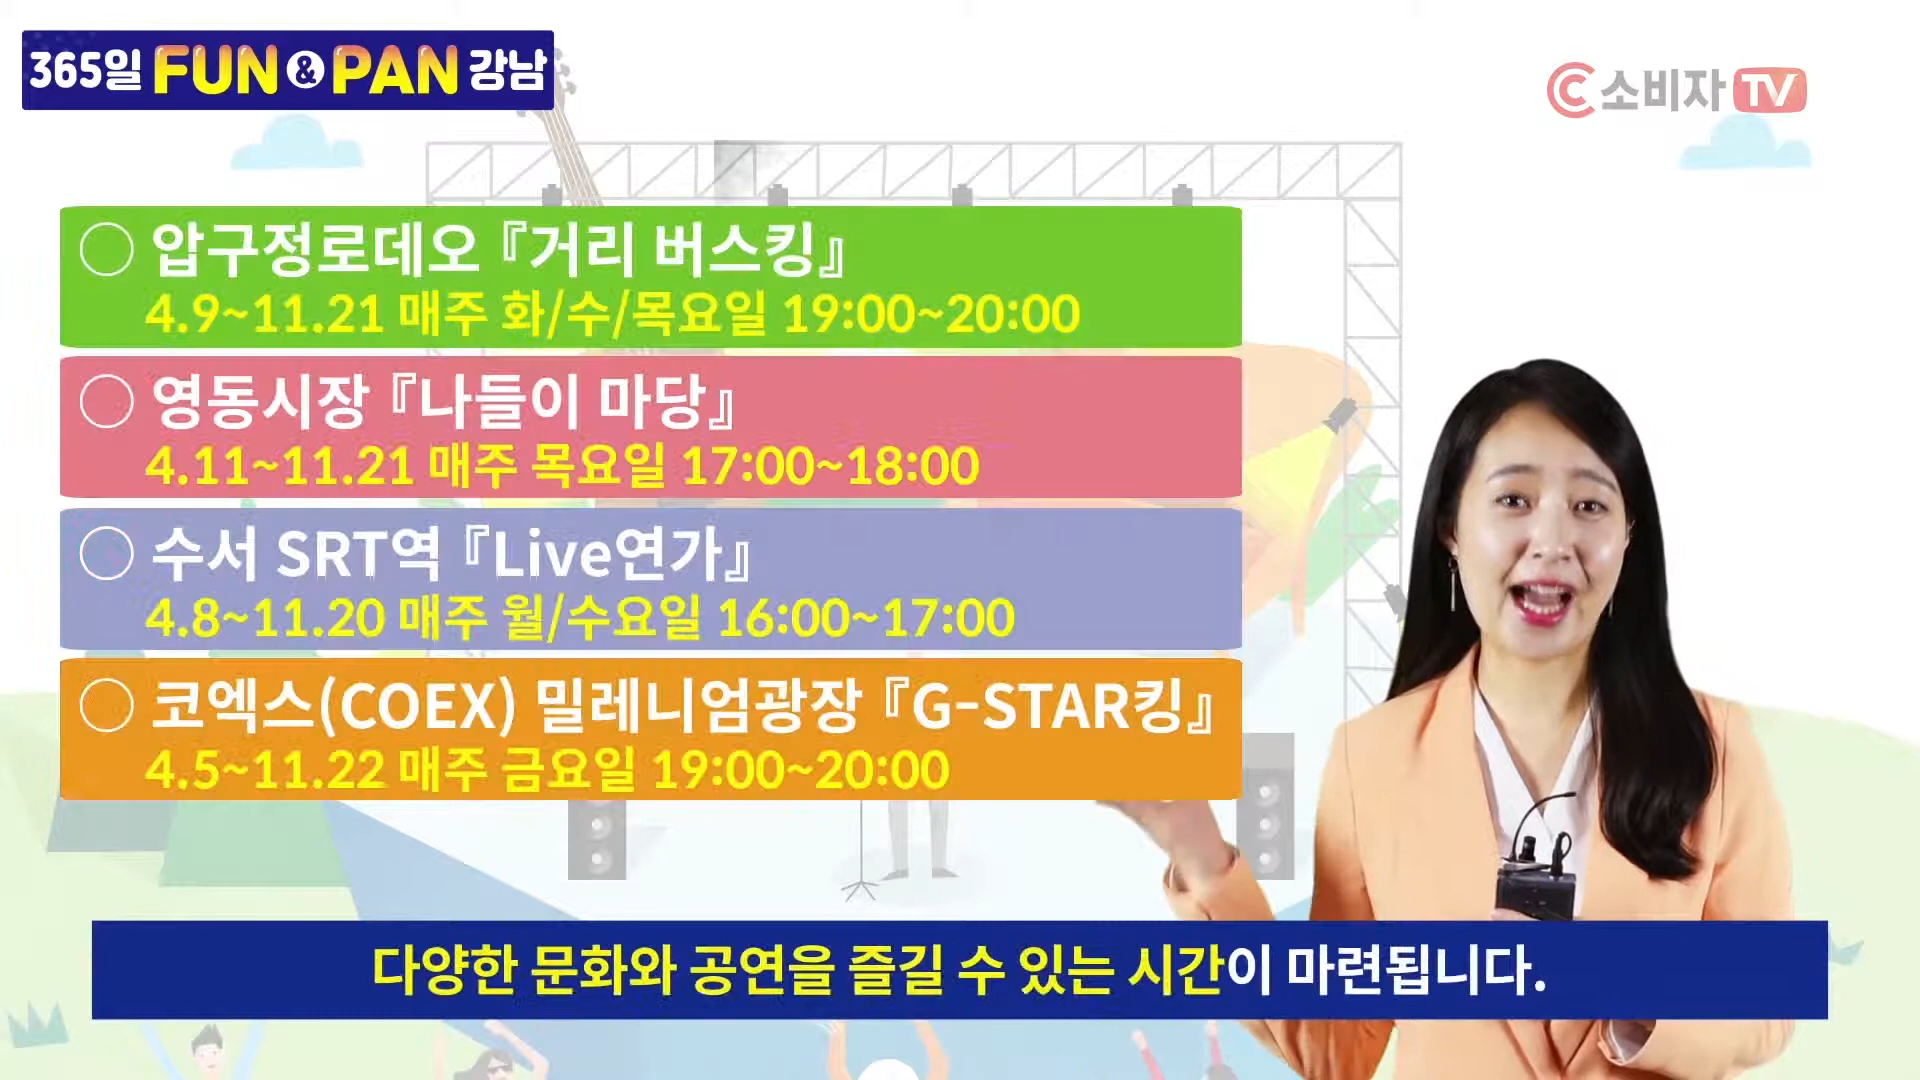 365일 FUN & PAN 강남
C 소비자 TV
○ 압구정로데오 『거리 버스킹』
4.9~11.21 매주 화/수/목요일 19:00~20:00
○ 영동시장 『나들이 마당』
4.11~11.21 매주 목요일 17:00~18:00
○ 수서 SRT역 『Live연가』
4.8~11.20 매주 월/수요일 16:00~17:00
○ 코엑스(COEX) 밀레니엄광장 『G-STAR킹』
4.5~11.22 매주 금요일 19:00~20:00
다양한 문화와 공연을 즐길 수 있는 시간이 마련됩니다.